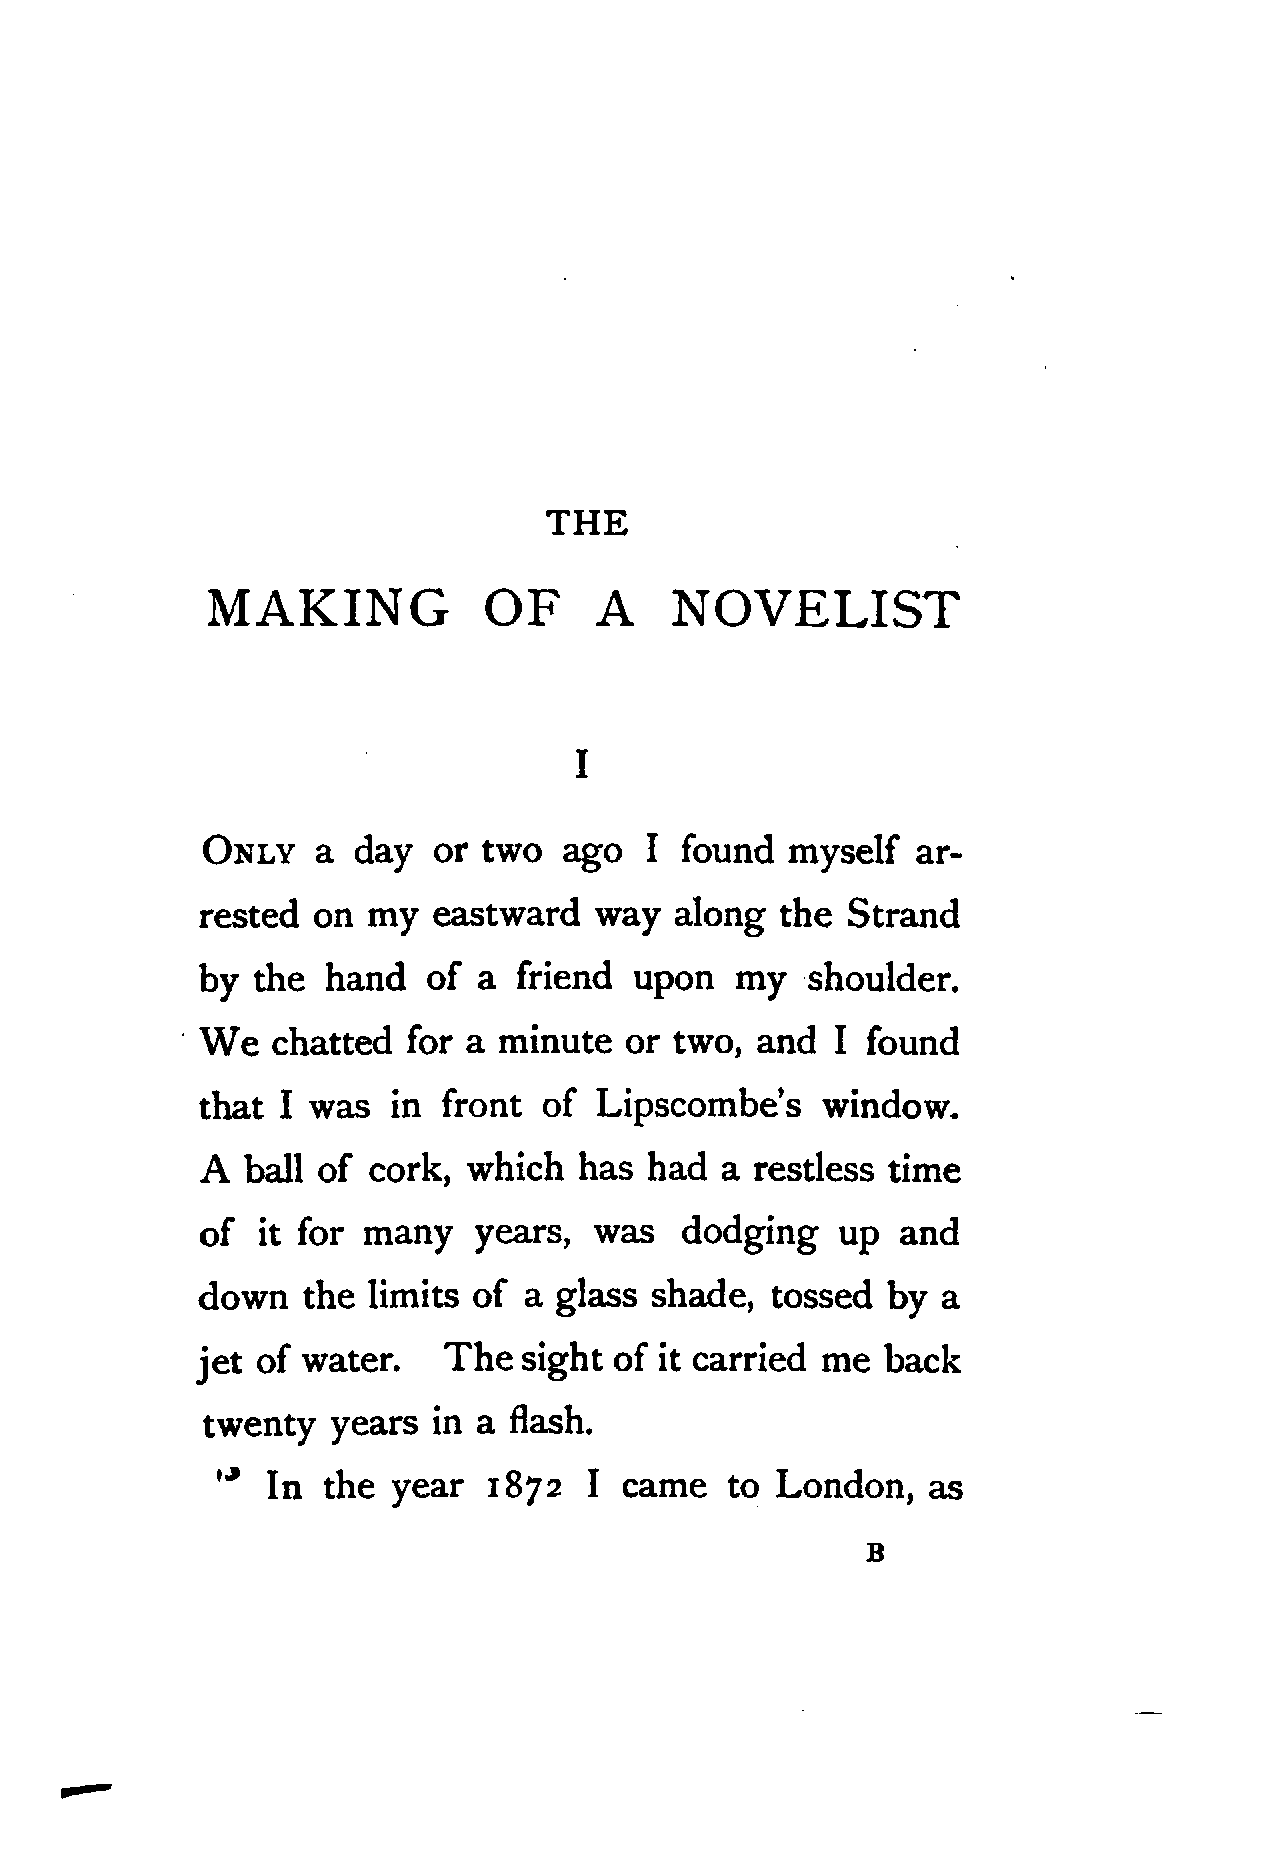 THE
MAKING OF A NOVELIST
I
ONLY a day or two ago I found myself ar-
rested on my eastward way along the Strand
by the hand of a friend upon my shoulder.
We chatted for a minute or two, and I found
that I was in front of Lipscombe's window.
A ball of cork, which has had a restless time
of it for many years, was dodging up and
down the limits of a glass shade, tossed by a
jet of water. The sight of it carried me back
twenty years in a flash.
In the year 1872 I came to London, as
B